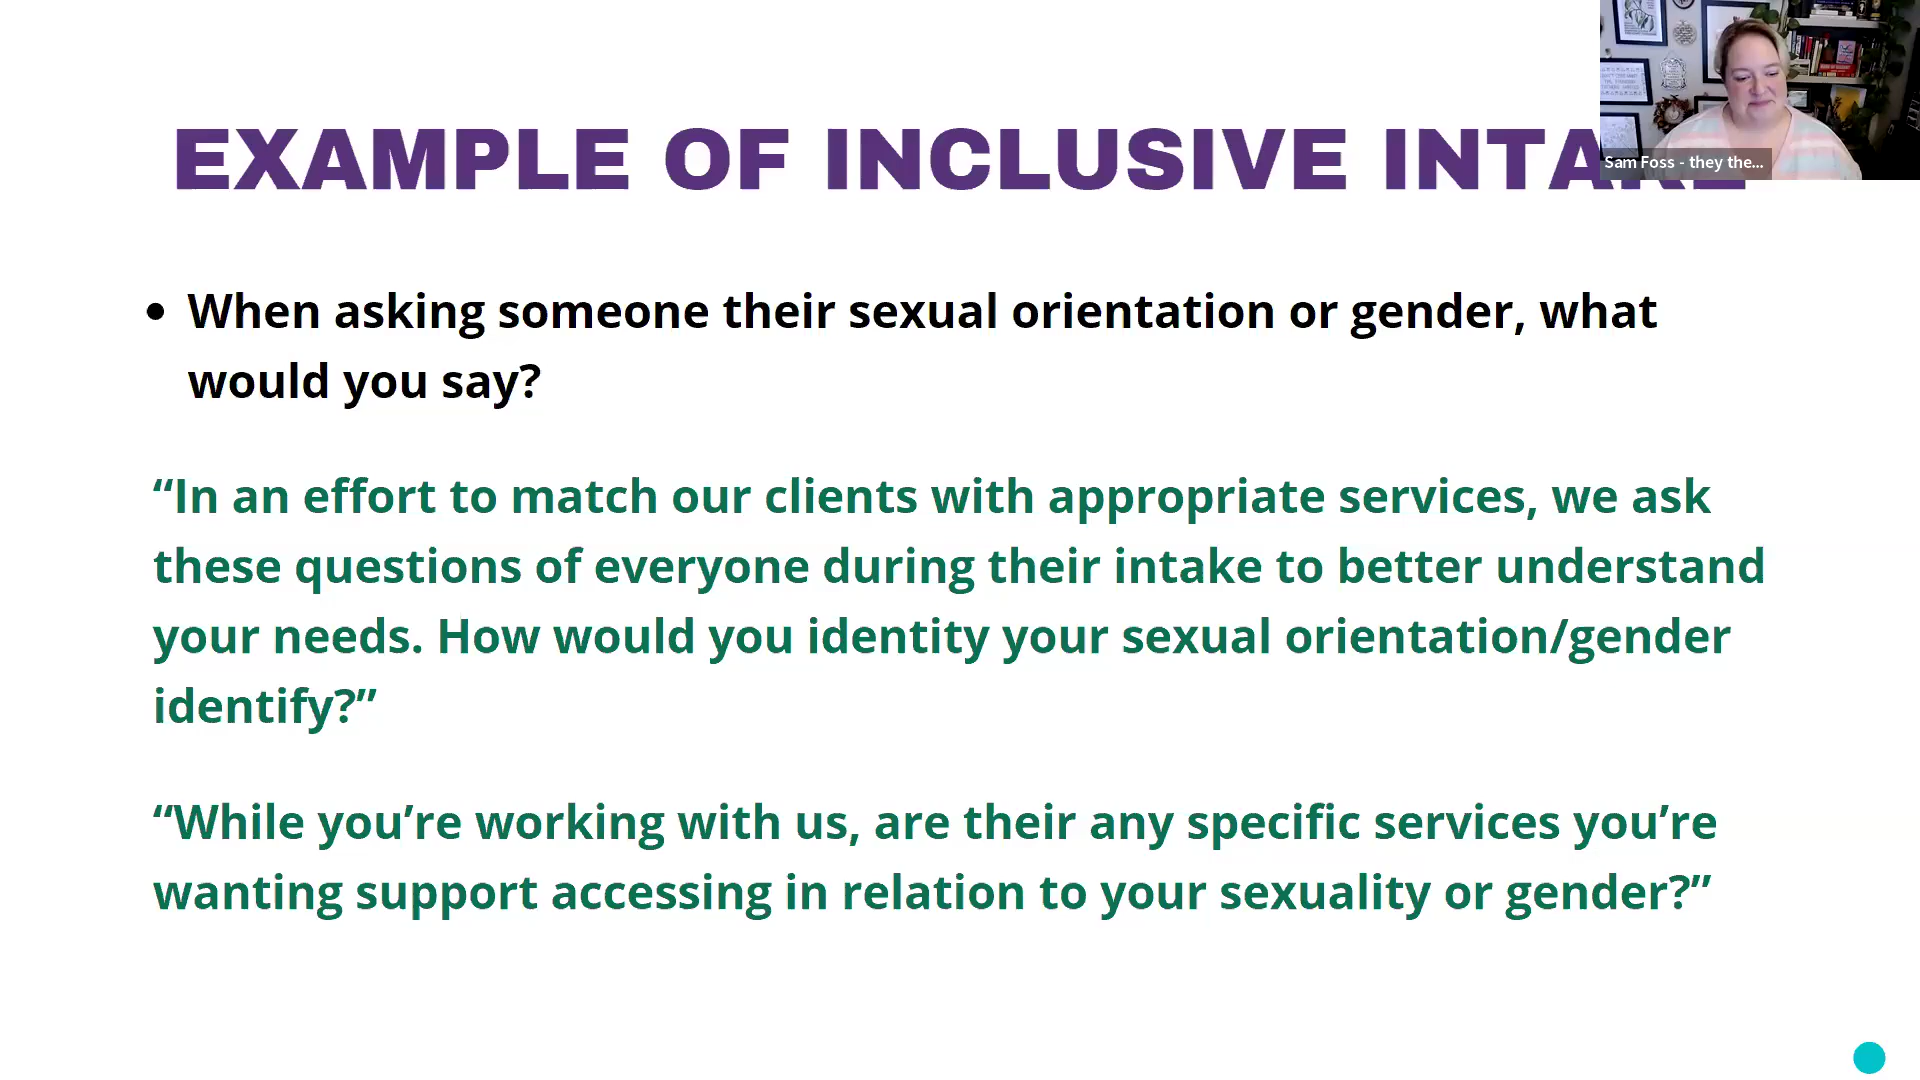 EXAMPLE OF INCLUSIVE INTAKE
Sam Foss - they the...
• When asking someone their sexual orientation or gender, what
would you say?
“In an effort to match our clients with appropriate services, we ask
these questions of everyone during their intake to better understand
your needs. How would you identity your sexual orientation/gender
identify?”
“While you’re working with us, are their any specific services you’re
wanting support accessing in relation to your sexuality or gender?”